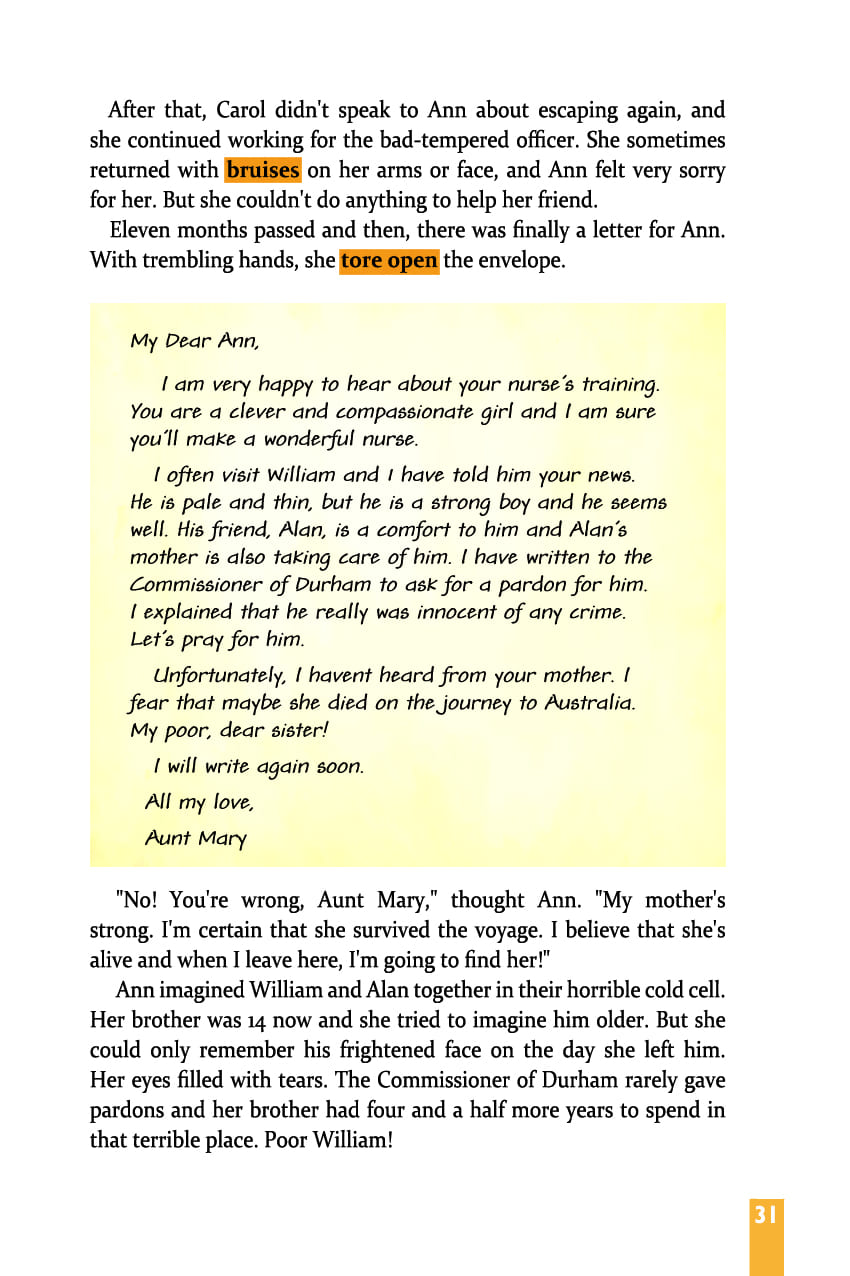 After that, Carol didn't speak to Ann about escaping again, and
she continued working for the bad-tempered officer. She sometimes
returned with bruises on her arms or face, and Ann felt very sorry
for her. But she couldn't do anything to help her friend.
Eleven months passed and then, there was finally a letter for Ann.
With trembling hands, she tore open the envelope.
My Dear Ann,
I am very happy to hear about your nurse's training.
You are a clever and compassionate girl and I am sure
you'll make a wonderful nurse.
I often visit William and I have told him your news.
He is pale and thin, but he is a strong boy and he seems
well. His friend, Alan, is a comfort to him and Alan's
mother is also taking care of him. I have written to the
Commissioner of Durham to ask for a pardon for him.
I explained that he really was innocent of any crime.
Let's pray for him.
Unfortunately, I havent heard from your mother. I
fear that maybe she died on the journey to Australia.
My poor, dear sister!
I will write again soon.
All my love,
Aunt Mary
"No! You're wrong, Aunt Mary," thought Ann. "My mother's
strong. I'm certain that she survived the voyage. I believe that she's
alive and when I leave here, I'm going to find her!"
Ann imagined William and Alan together in their horrible cold cell.
Her brother was 14 now and she tried to imagine him older. But she
could only remember his frightened face on the day she left him.
Her eyes filled with tears. The Commissioner of Durham rarely gave
pardons and her brother had four and a half more years to spend in
that terrible place. Poor William!
31